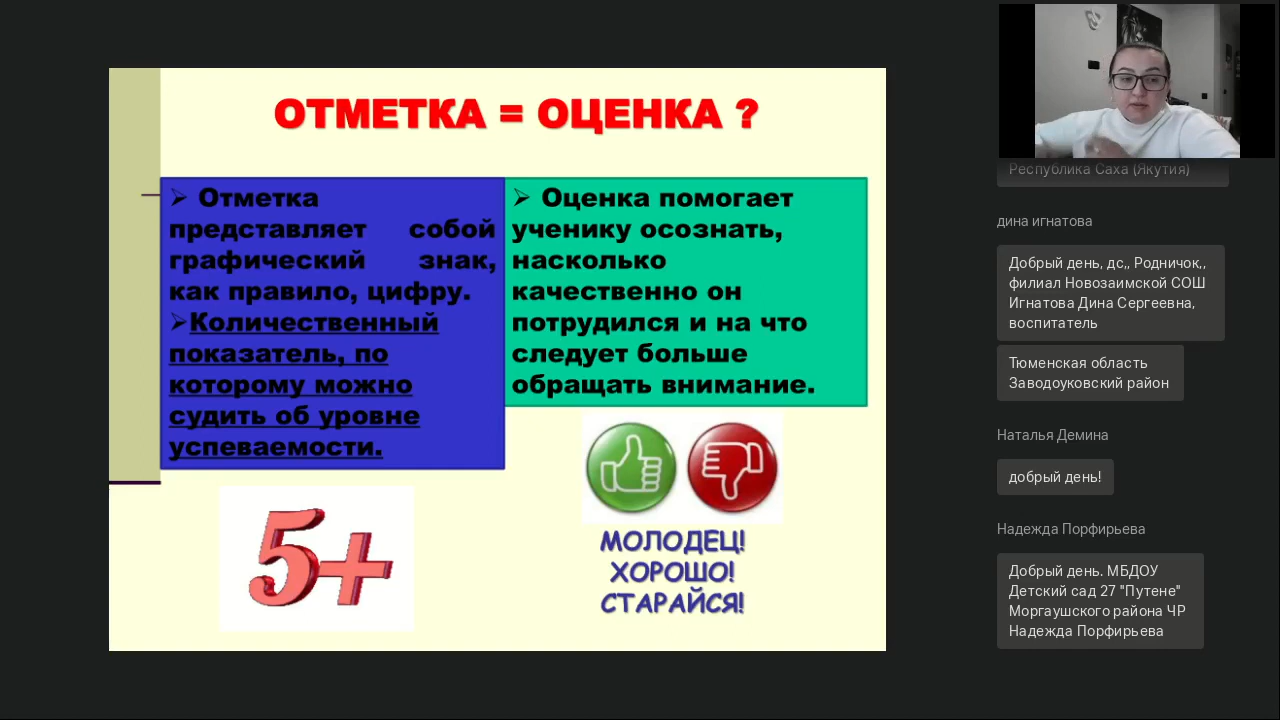 ОТМЕТКА = ОЦЕНКА ?
Отметка
представляет собой
графический знак,
как правило, цифру.
Количественный
показатель, по
которому можно
судить об уровне
успеваемости.
Оценка помогает
ученику осознать,
насколько
качественно он
потрудился и на что
следует больше
обращать внимание.
5+
МОЛОДЕЦ!
ХОРОШО!
СТАРАЙСЯ!
Республика Саха (Якутия)
дина игнатова
Добрый день, дс,, Родничок,,
филиал Новозаимской СОШ
Игнатова Дина Сергеевна,
воспитатель
Тюменская область
Заводоуковский район
Наталья Демина
добрый день!
Надежда Порфирьева
Добрый день. МБДОУ
Детский сад 27 "Путене"
Моргаушского района ЧР
Надежда Порфирьева